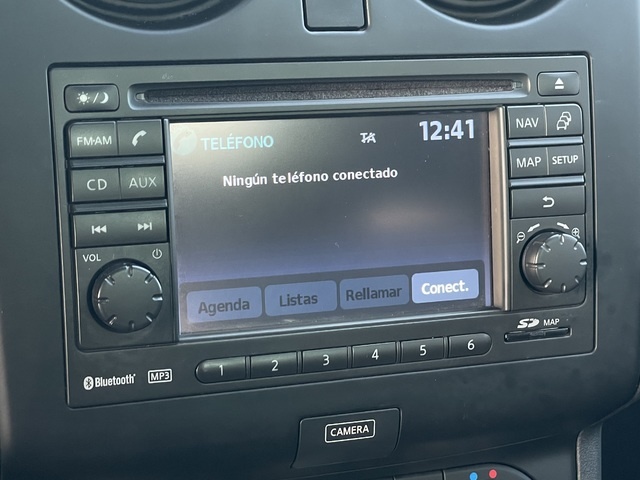 FM·AM
CD
AUX
VOL
TELÉFONO
TA
12:41
Ningún teléfono conectado
Agenda
Listas
Rellamar
Conect.
NAV
MAP
SETUP
SD MAP
Bluetooth
MP3
1 2 3 4 5 6
CAMERA